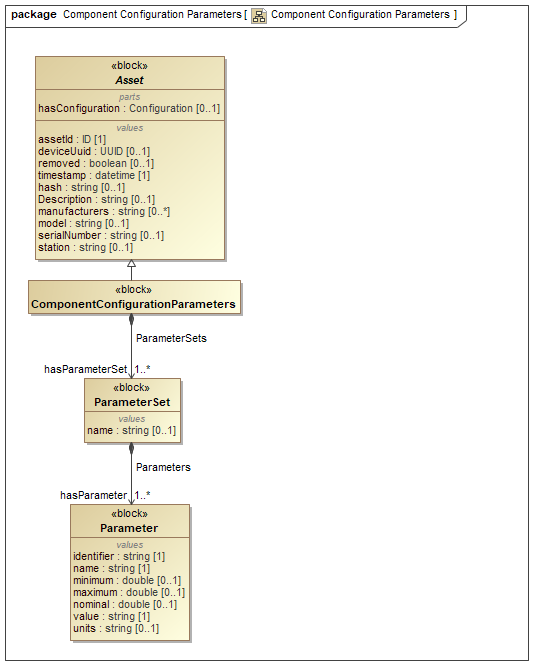 package Component Configuration Parameters [ Component Configuration Parameters ]
«block»
Asset
parts
hasConfiguration : Configuration [0..1]
values
assetId : ID [1]
deviceUuid : UUID [0..1]
removed : boolean [0..1]
timestamp : datetime [1]
hash : string [0..1]
Description : string [0..1]
manufacturers : string [0..*]
model : string [0..1]
serialNumber : string [0..1]
station : string [0..1]
«block»
ComponentConfigurationParameters
ParameterSets
hasParameterSet 1..*
«block»
ParameterSet
values
name : string [0..1]
Parameters
hasParameter 1..*
«block»
Parameter
values
identifier : string [1]
name : string [1]
minimum : double [0..1]
maximum : double [0..1]
nominal : double [0..1]
value : string [1]
units : string [0..1]